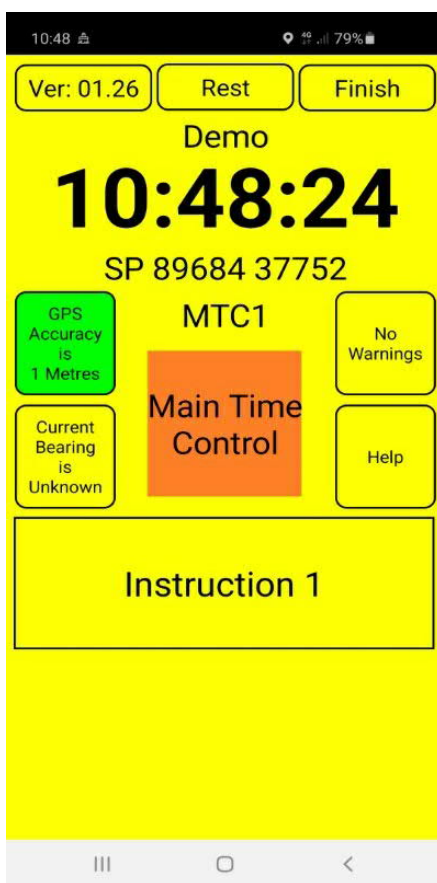 10:48
4G
79%
Ver: 01.26
Rest
Finish
Demo
10:48:24
SP 89684 37752
GPS
Accuracy
is
1 Metres
MTC1
No
Warnings
Main Time
Control
Current
Bearing
is
Unknown
Help
Instruction 1